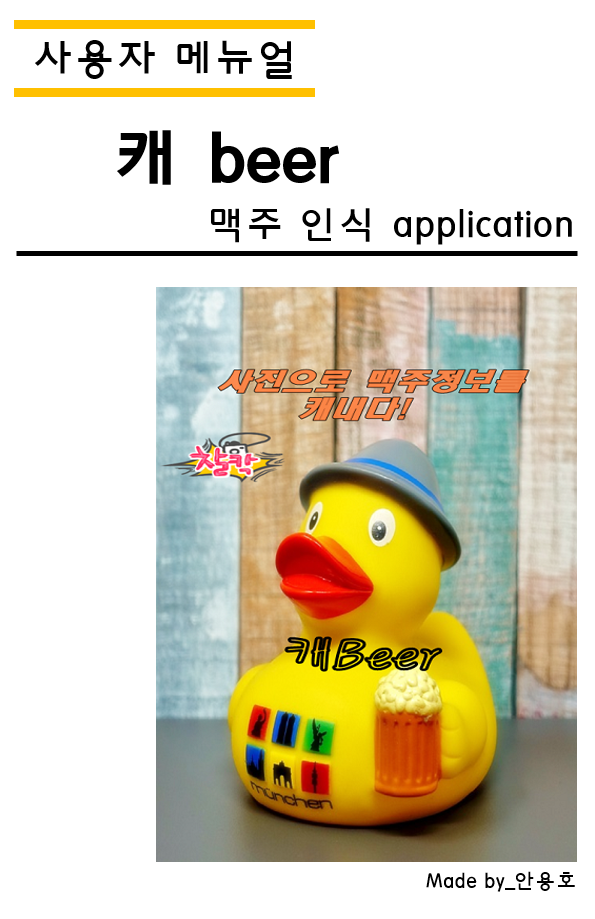 사용자 메뉴얼
캐 beer
맥주 인식 application
사진으로 맥주정보를
캐내다!
찰칵
캐Beer
münchen
Made by_안용호